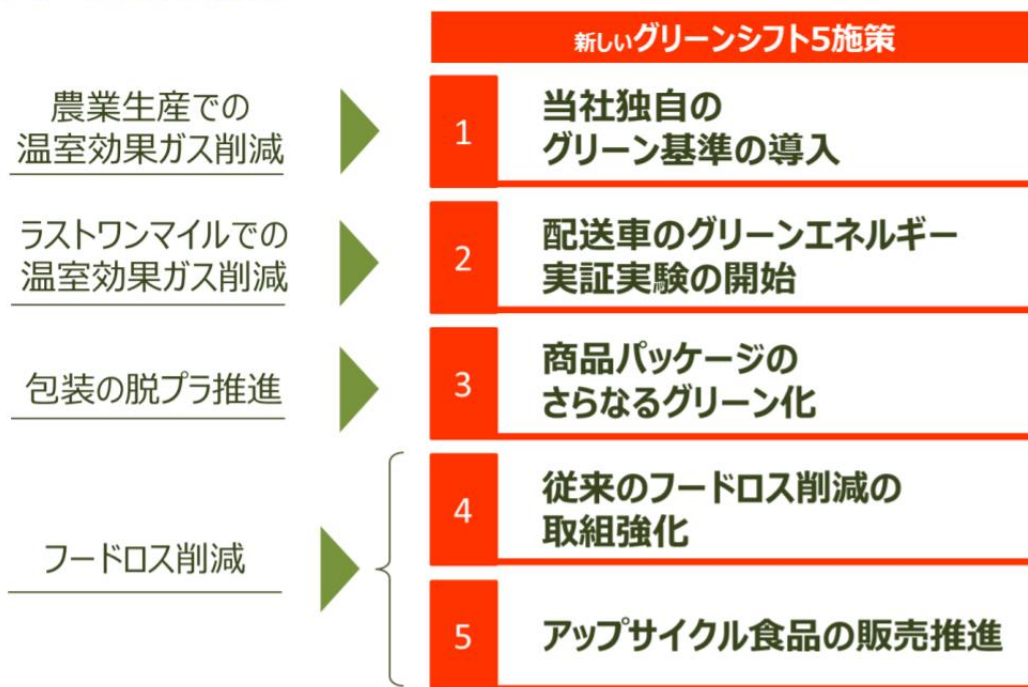 新しいグリーンシフト5施策
農業生産での
温室効果ガス削減
1
当社独自の
グリーン基準の導入
ラストワンマイルでの
温室効果ガス削減
2
配送車のグリーンエネルギー
実証実験の開始
包装の脱プラ推進
3
商品パッケージの
さらなるグリーン化
フードロス削減
4
従来のフードロス削減の
取組強化
5
アップサイクル食品の販売推進